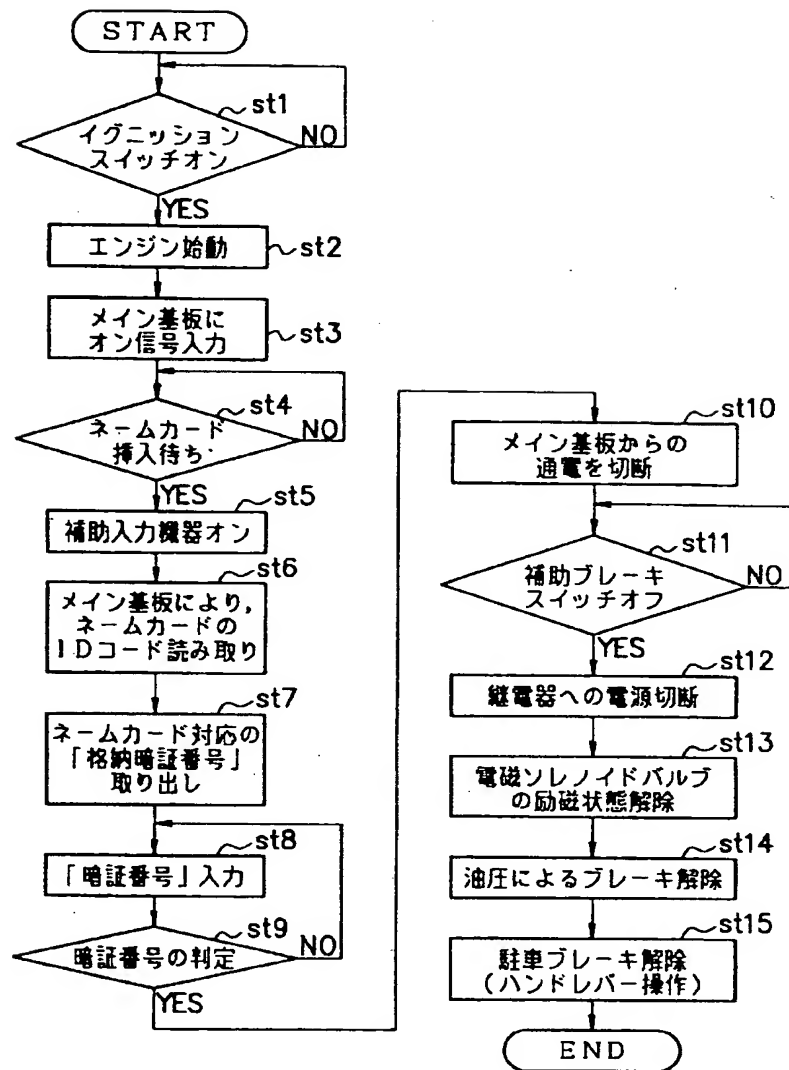 START
st1
イグニッション
スイッチオン
NO
YES
エンジン始動
st2
メイン基板に
オン信号入力
st3
st4
ネームカード
挿入待ち
NO
YES
st5
補助入力機器オン
st6
メイン基板により,
ネームカードの
IDコード読み取り
st7
ネームカード対応の
「格納暗証番号」
取り出し
st8
「暗証番号」入力
st9
暗証番号の判定
NO
YES
st10
メイン基板からの
通電を切断
st11
補助ブレーキ
スイッチオフ
NO
YES
st12
継電器への電源切断
st13
電磁ソレノイドバルブ
の励磁状態解除
st14
油圧によるブレーキ解除
st15
駐車ブレーキ解除
(ハンドレバー操作)
END